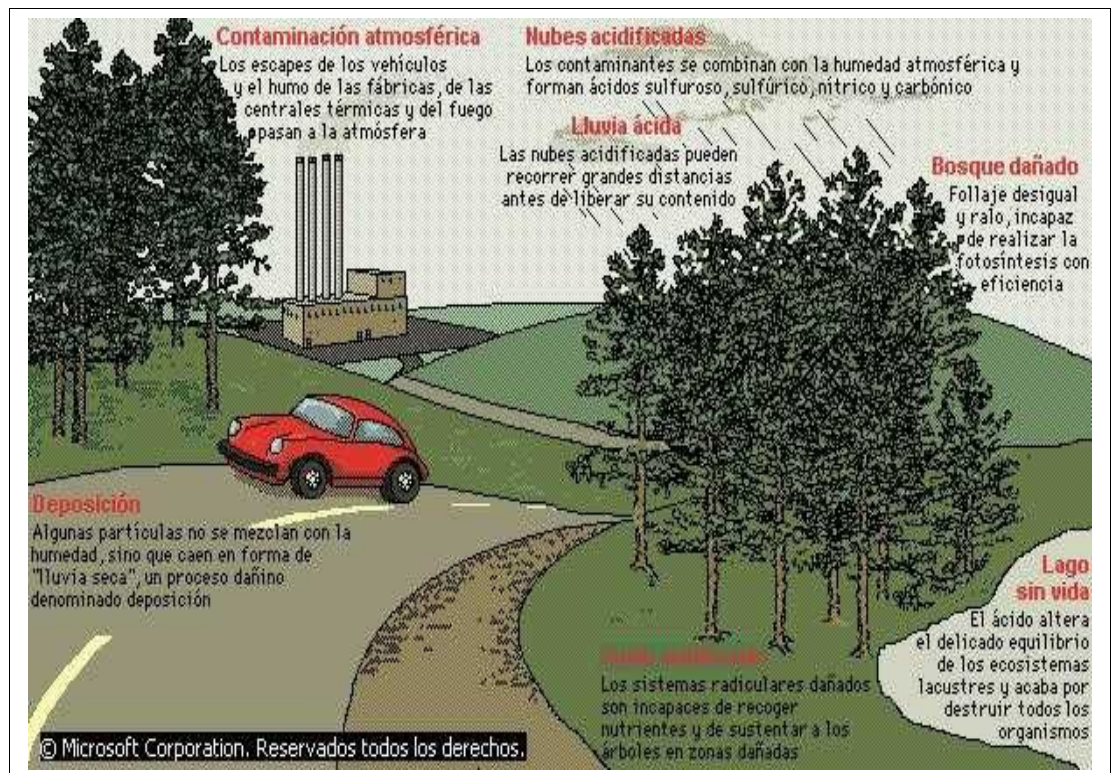 Contaminación atmosférica
Los escapes de los vehículos
y el humo de las fábricas, de las
centrales térmicas y del fuego
pasan a la atmósfera
Nubes acidificadas
Los contaminantes se combinan con la humedad atmosférica y
forman ácidos sulfuroso, sulfúrico, nítrico y carbónico
Lluvia ácida
Las nubes acidificadas pueden
recorrer grandes distancias
antes de liberar su contenido
Bosque dañado
Follaje desigual
y ralo, incapaz
de realizar la
fotosíntesis con
eficiencia
Deposición
Algunas partículas no se mezclan con la
humedad, sino que caen en forma de
"lluvia seca", un proceso dañino
denominado deposición
Los sistemas radiculares dañados
son incapaces de recoger
nutrientes y de sustentar a los
árboles en zonas dañadas
Lago
sin vida
El ácido altera
el delicado equilibrio
de los ecosistemas
lacustres y acaba por
destruir todos los
organismos
© Microsoft Corporation. Reservados todos los derechos.